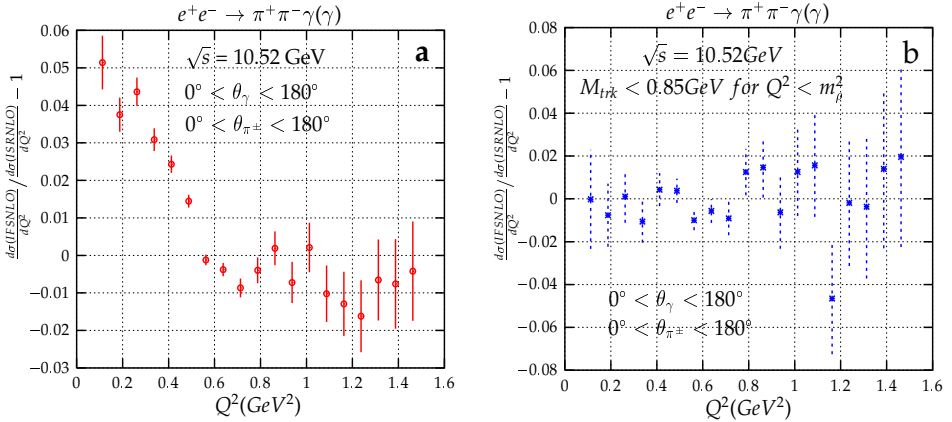 e⁺e⁻ → π⁺π⁻γ(γ)
a
√s = 10.52 GeV
0° < θ_γ < 180°
0° < θ_π± < 180°
dσ(IFSNLO)/dQ² / dσ(ISRNLO)/dQ² − 1
0.06
0.05
0.04
0.03
0.02
0.01
0
−0.01
−0.02
−0.03
0 0.2 0.4 0.6 0.8 1 1.2 1.4 1.6
Q²(GeV²)
e⁺e⁻ → π⁺π⁻γ(γ)
b
√s = 10.52GeV
M_trk < 0.85GeV for Q² < m²_ρ
dσ(IFSNLO)/dQ² / dσ(ISRNLO)/dQ² − 1
0.08
0.06
0.04
0.02
0
−0.02
−0.04
−0.06
−0.08
0° < θ_γ < 180°
0° < θ_π± < 180°
0 0.2 0.4 0.6 0.8 1 1.2 1.4 1.6
Q²(GeV²)